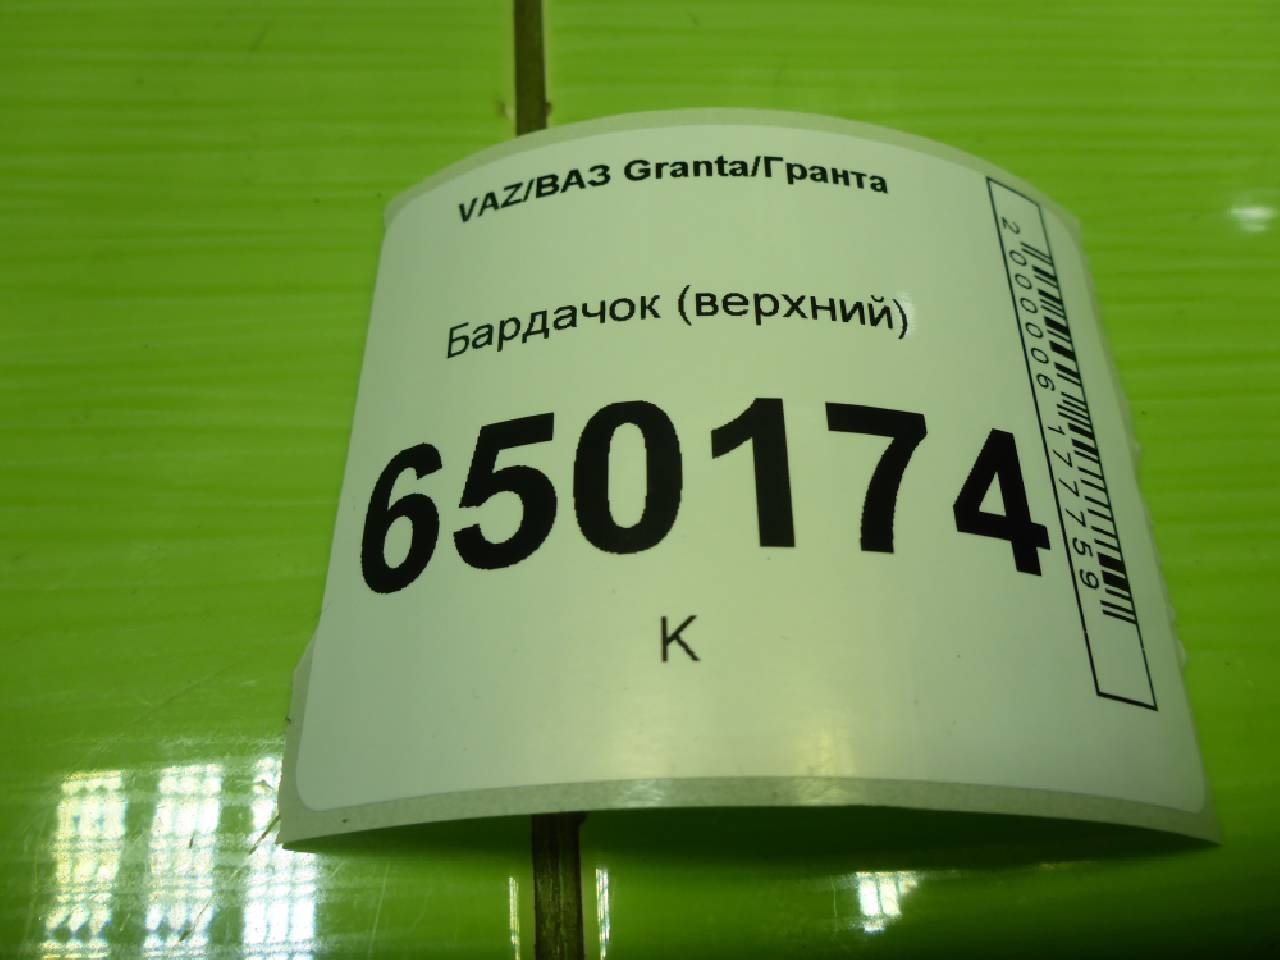 VAZ/ВАЗ Granta/Гранта
Бардачок (верхний)
650174
К
2000006177759